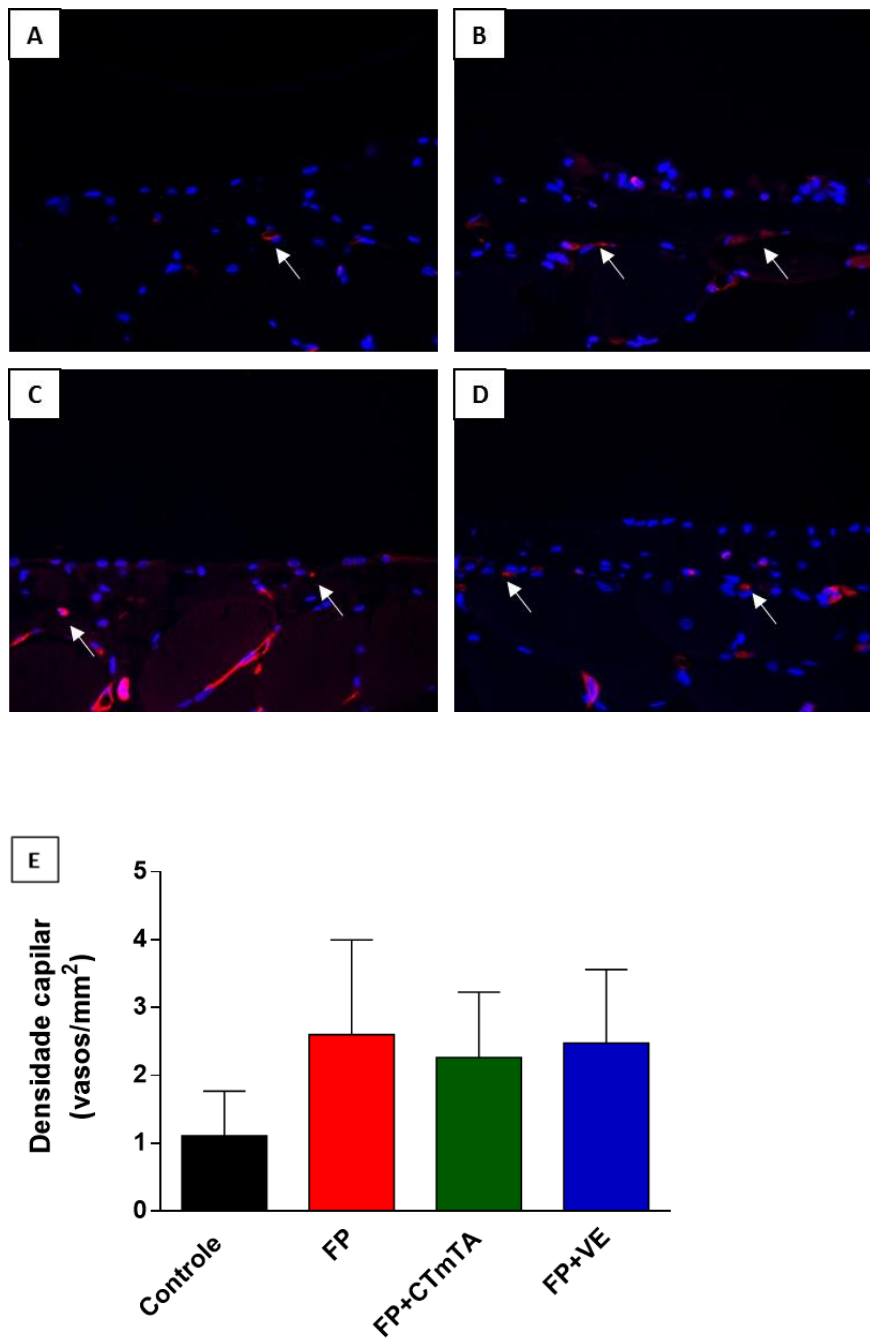 A
B
C
D
E
Densidade capilar
(vasos/mm²)
5
4
3
2
1
0
Controle
FP
FP+CTmTA
FP+VE